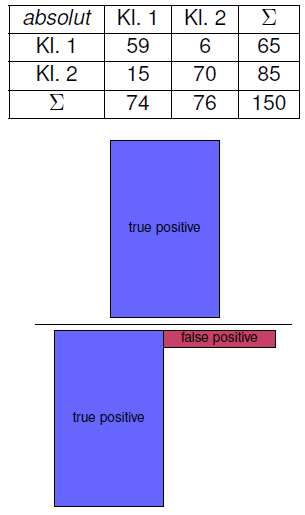 absolut Kl. 1 Kl. 2 Σ
Kl. 1 59 6 65
Kl. 2 15 70 85
Σ 74 76 150
true positive
false positive
true positive